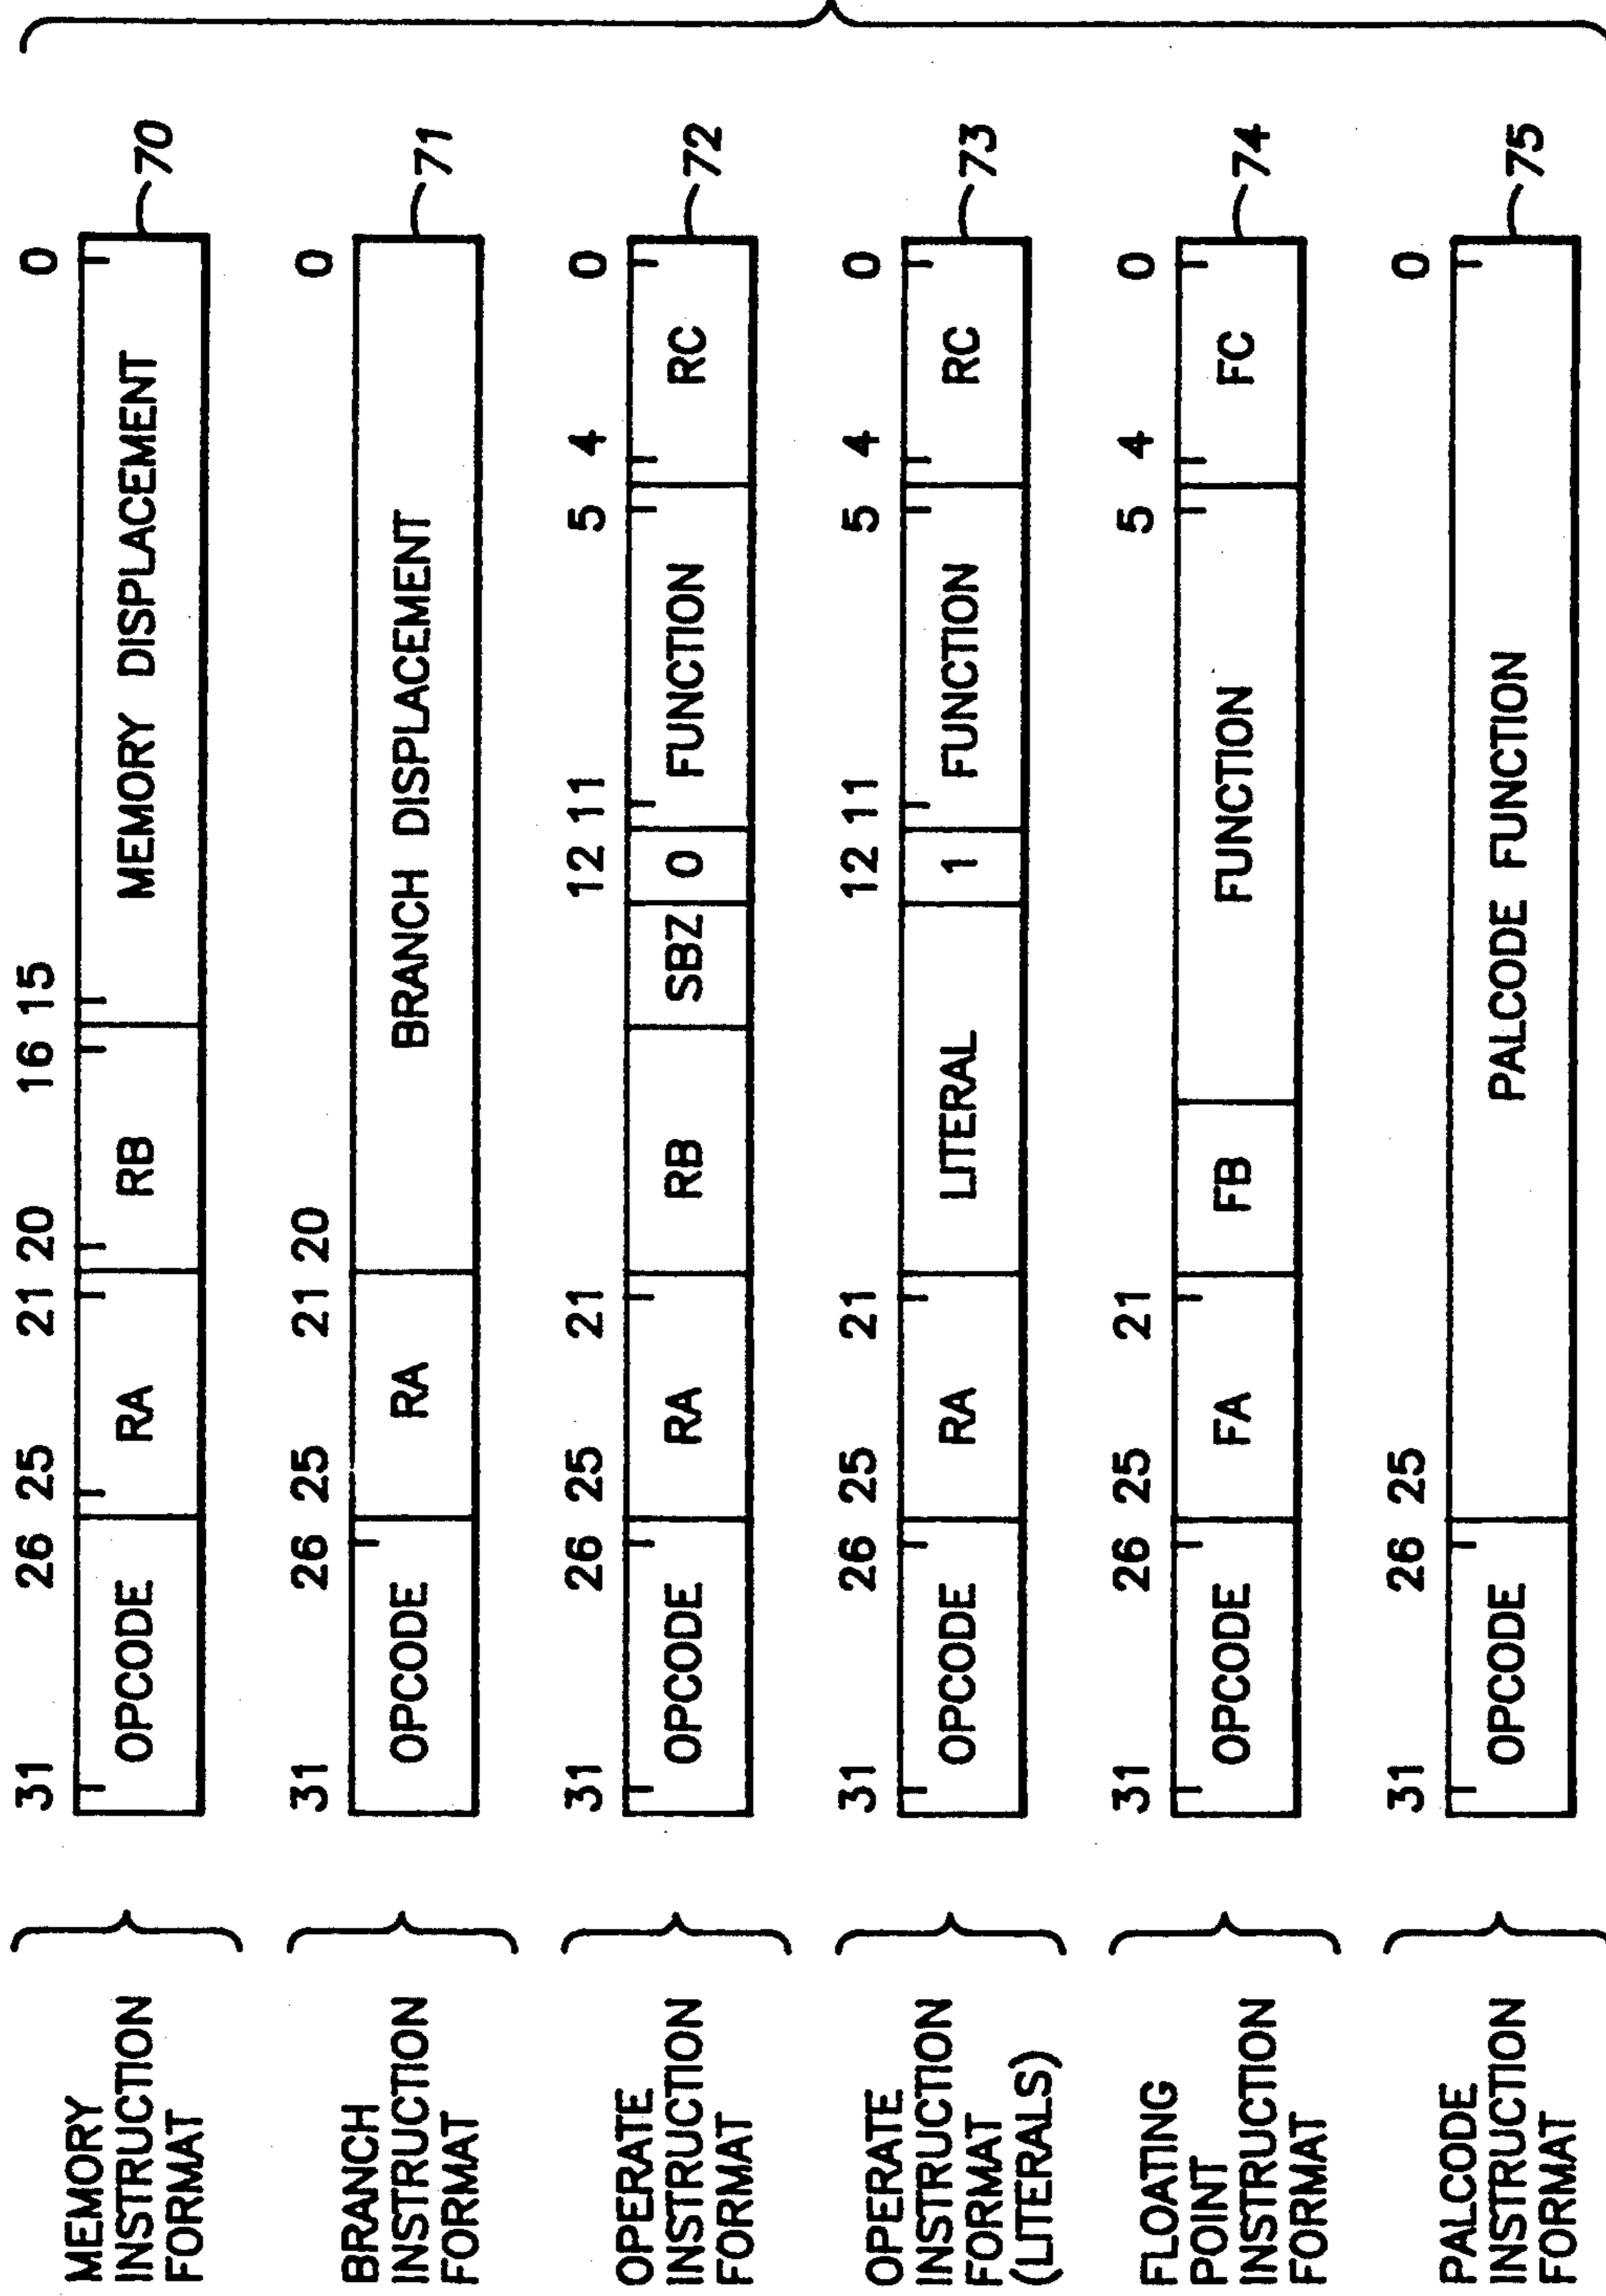 MEMORY
INSTRUCTION
FORMAT
31 26 25 21 20 16 15 0
OPCODE RA RB MEMORY DISPLACEMENT
70
BRANCH
INSTRUCTION
FORMAT
31 26 25 21 20 0
OPCODE RA BRANCH DISPLACEMENT
71
OPERATE
INSTRUCTION
FORMAT
31 26 25 21 12 11 5 4 0
OPCODE RA RB SBZ 0 FUNCTION RC
72
OPERATE
INSTRUCTION
FORMAT
(LITERALS)
31 26 25 21 12 11 5 4 0
OPCODE RA LITERAL 1 FUNCTION RC
73
FLOATING
POINT
INSTRUCTION
FORMAT
31 26 25 21 5 4 0
OPCODE FA FB FUNCTION FC
74
PALCODE
INSTRUCTION
FORMAT
31 26 25 0
OPCODE PALCODE FUNCTION
75